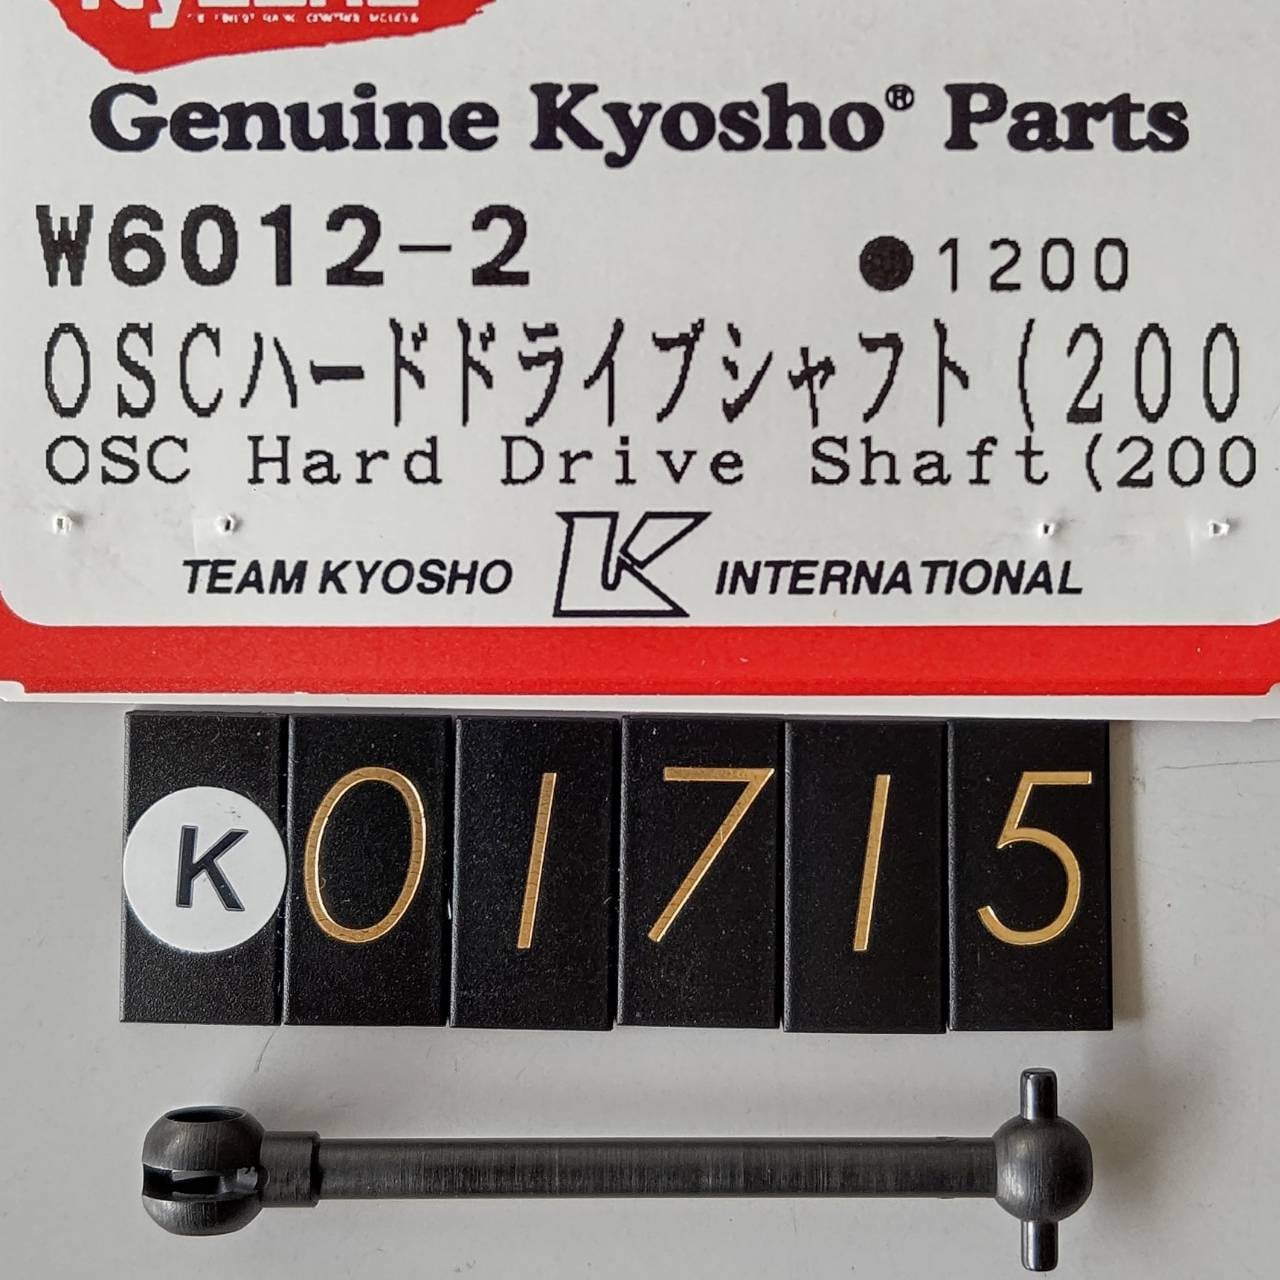 Genuine Kyosho® Parts
W6012-2 ●1200
OSCハードドライブシャフト(200
OSC Hard Drive Shaft(200
TEAM KYOSHO K INTERNATIONAL
K 01715